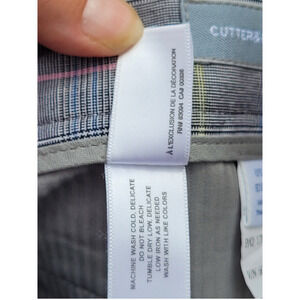 CUTTER &
À L'EXCLUSION DE LA DÉCORATION
MACHINE WASH COLD, DELICATE
DO NOT BLEACH
TUMBLE DRY LOW, DELICATE
LOW IRON AS NEEDED
WASH WITH LIKE COLORS